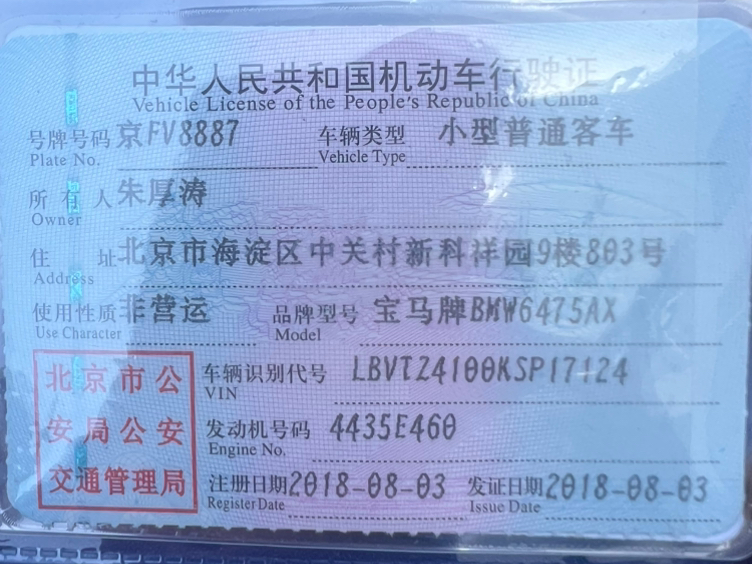 中华人民共和国机动车行驶证
Vehicle License of the People's Republic of China
号牌号码 京FV8887 车辆类型 小型普通客车
Plate No. Vehicle Type
所有人 朱厚涛
Owner
住址 北京市海淀区中关村新科祥园9楼803号
Address
使用性质 非营运 品牌型号 宝马牌BMW6475AX
Use Character Model
北京市公安局公安交通管理局
车辆识别代号 LBVTZ4100KSP17124
VIN
发动机号码 4435E460
Engine No.
注册日期 2018-08-03 发证日期 2018-08-03
Register Date Issue Date